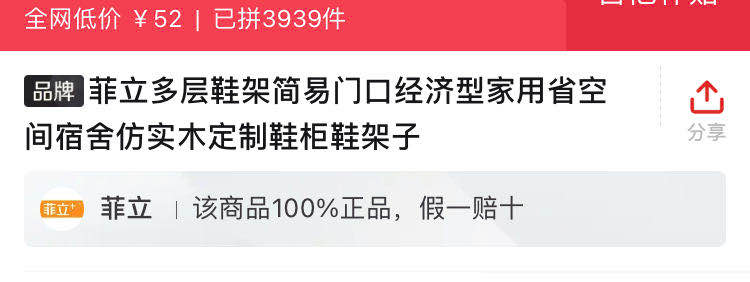 全网低价 ￥52 | 已拼3939件
品牌 菲立多层鞋架简易门口经济型家用省空
间宿舍仿实木定制鞋柜鞋架子
分享
菲立+ 菲立 | 该商品100%正品，假一赔十